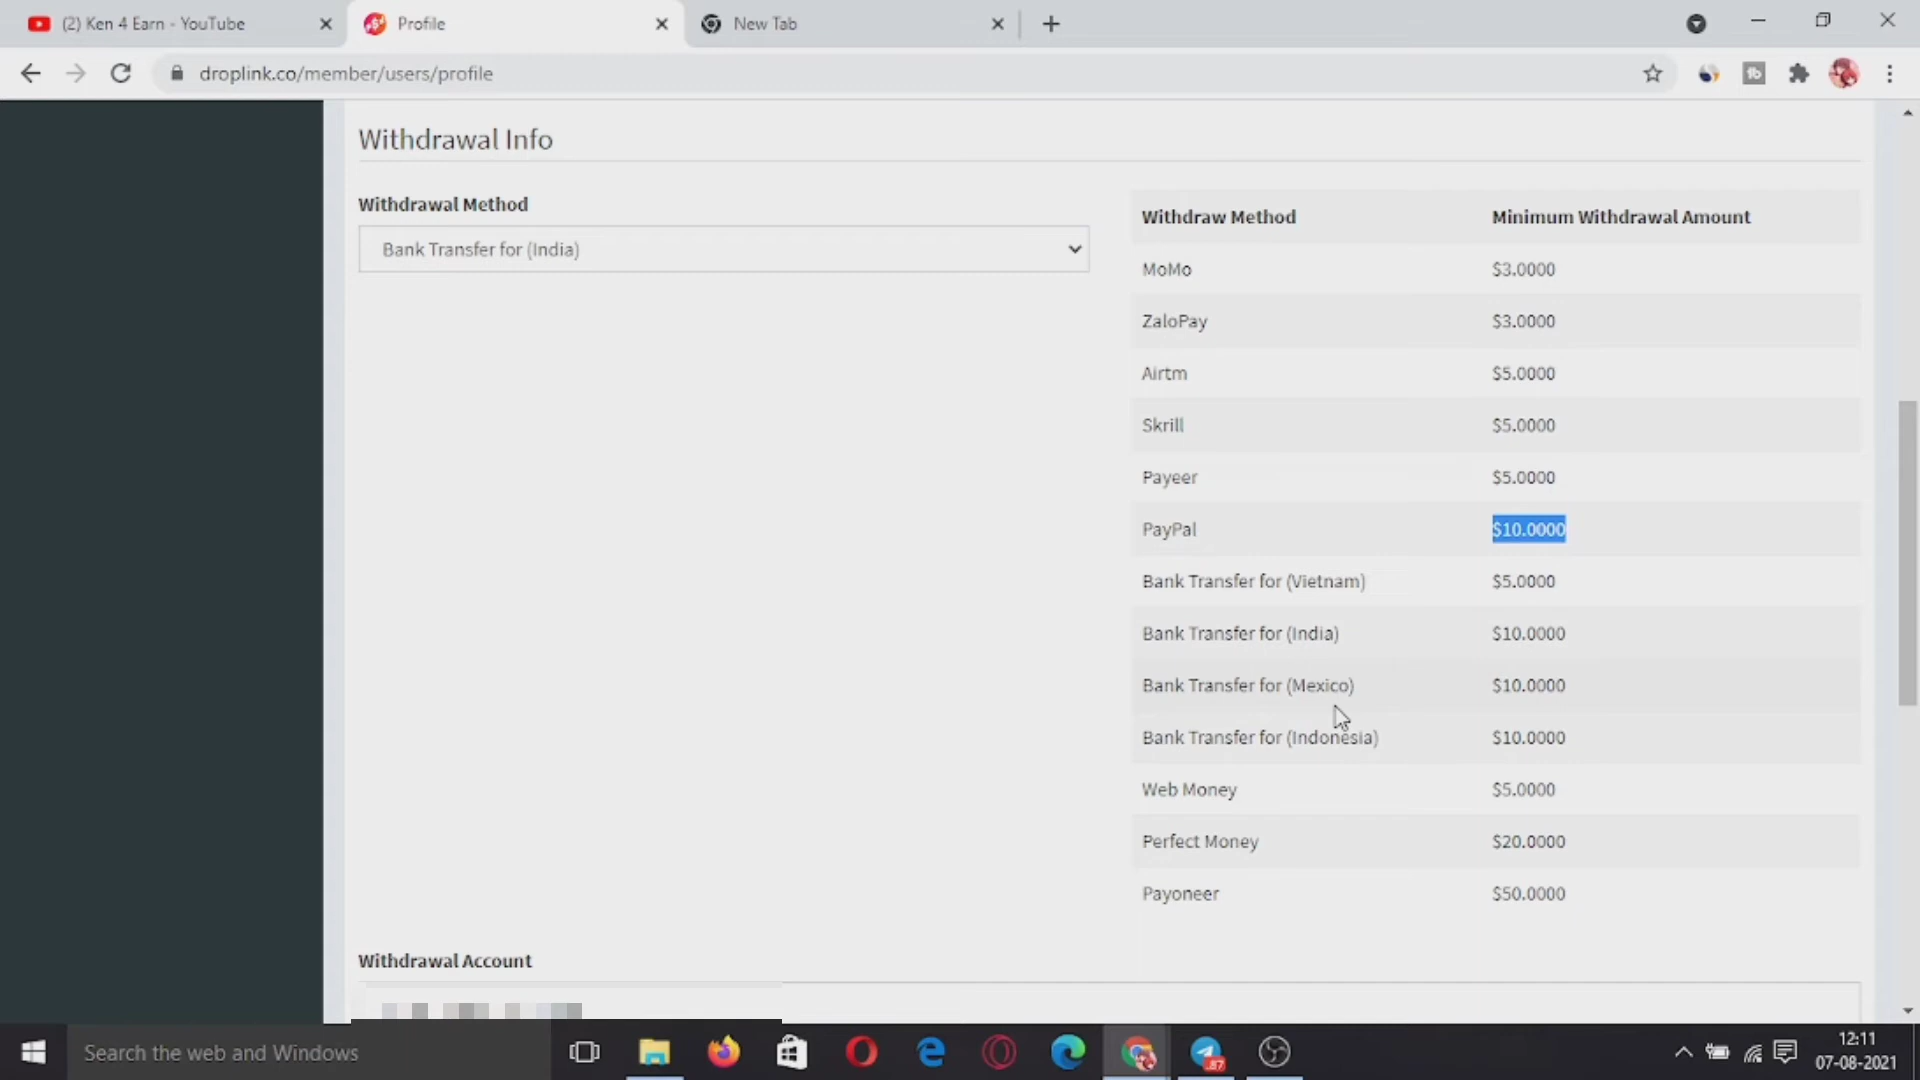 (2) Ken 4 Earn - YouTube
Profile
New Tab
droplink.co/member/users/profile
Withdrawal Info
Withdrawal Method
Bank Transfer for (India)
Withdraw Method Minimum Withdrawal Amount
MoMo $3.0000
ZaloPay $3.0000
Airtm $5.0000
Skrill $5.0000
Payeer $5.0000
PayPal $10.0000
Bank Transfer for (Vietnam) $5.0000
Bank Transfer for (India) $10.0000
Bank Transfer for (Mexico) $10.0000
Bank Transfer for (Indonesia) $10.0000
Web Money $5.0000
Perfect Money $20.0000
Payoneer $50.0000
Withdrawal Account
Search the web and Windows
87
12:11
07-08-2021